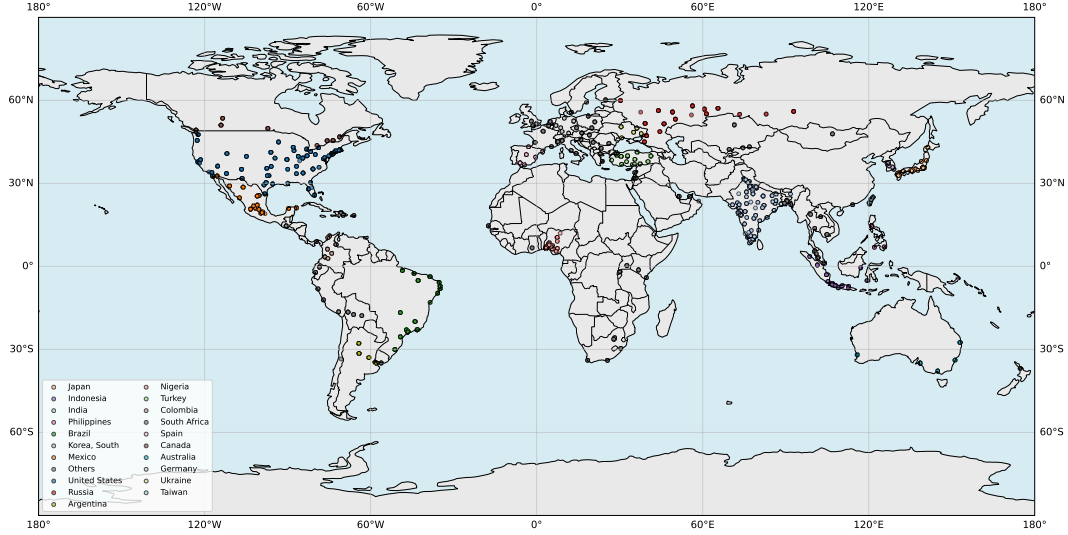 180° 120°W 60°W 0° 60°E 120°E 180°
60°N 60°N
30°N 30°N
0° 0°
30°S 30°S
60°S 60°S
Japan
Indonesia
India
Philippines
Brazil
Korea, South
Mexico
Others
United States
Russia
Argentina
Nigeria
Turkey
Colombia
South Africa
Spain
Canada
Australia
Germany
Ukraine
Taiwan
180° 120°W 60°W 0° 60°E 120°E 180°